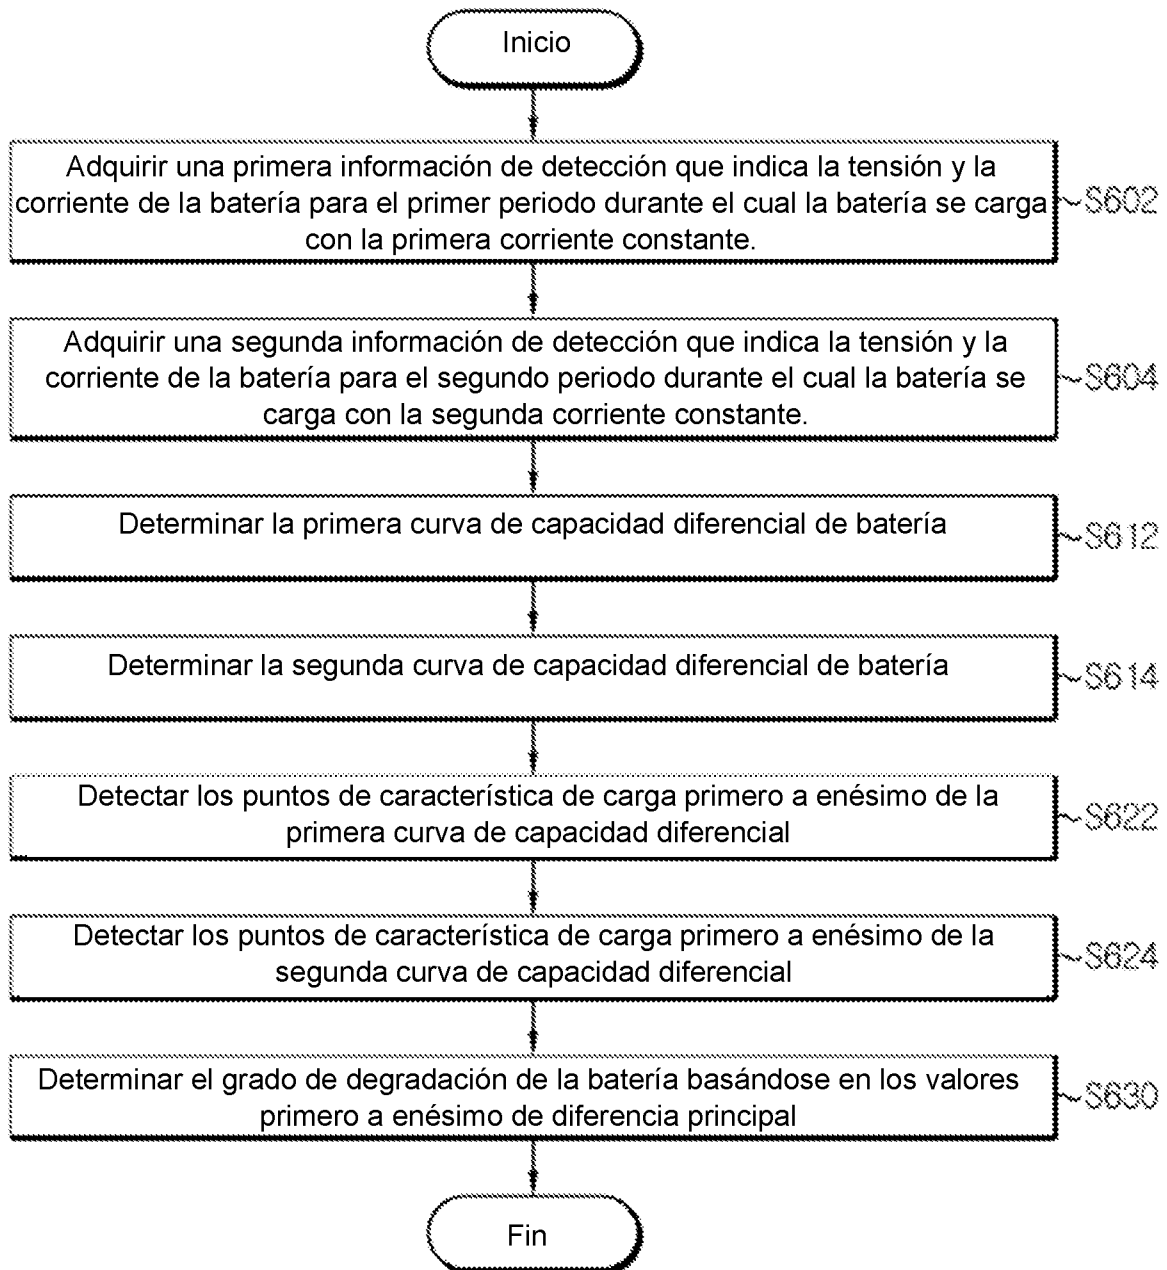 Inicio
Adquirir una primera información de detección que indica la tensión y la
corriente de la batería para el primer periodo durante el cual la batería se carga
con la primera corriente constante.
S602
Adquirir una segunda información de detección que indica la tensión y la
corriente de la batería para el segundo periodo durante el cual la batería se
carga con la segunda corriente constante.
S604
Determinar la primera curva de capacidad diferencial de batería
S612
Determinar la segunda curva de capacidad diferencial de batería
S614
Detectar los puntos de característica de carga primero a enésimo de la
primera curva de capacidad diferencial
S622
Detectar los puntos de característica de carga primero a enésimo de la
segunda curva de capacidad diferencial
S624
Determinar el grado de degradación de la batería basándose en los valores
primero a enésimo de diferencia principal
S630
Fin